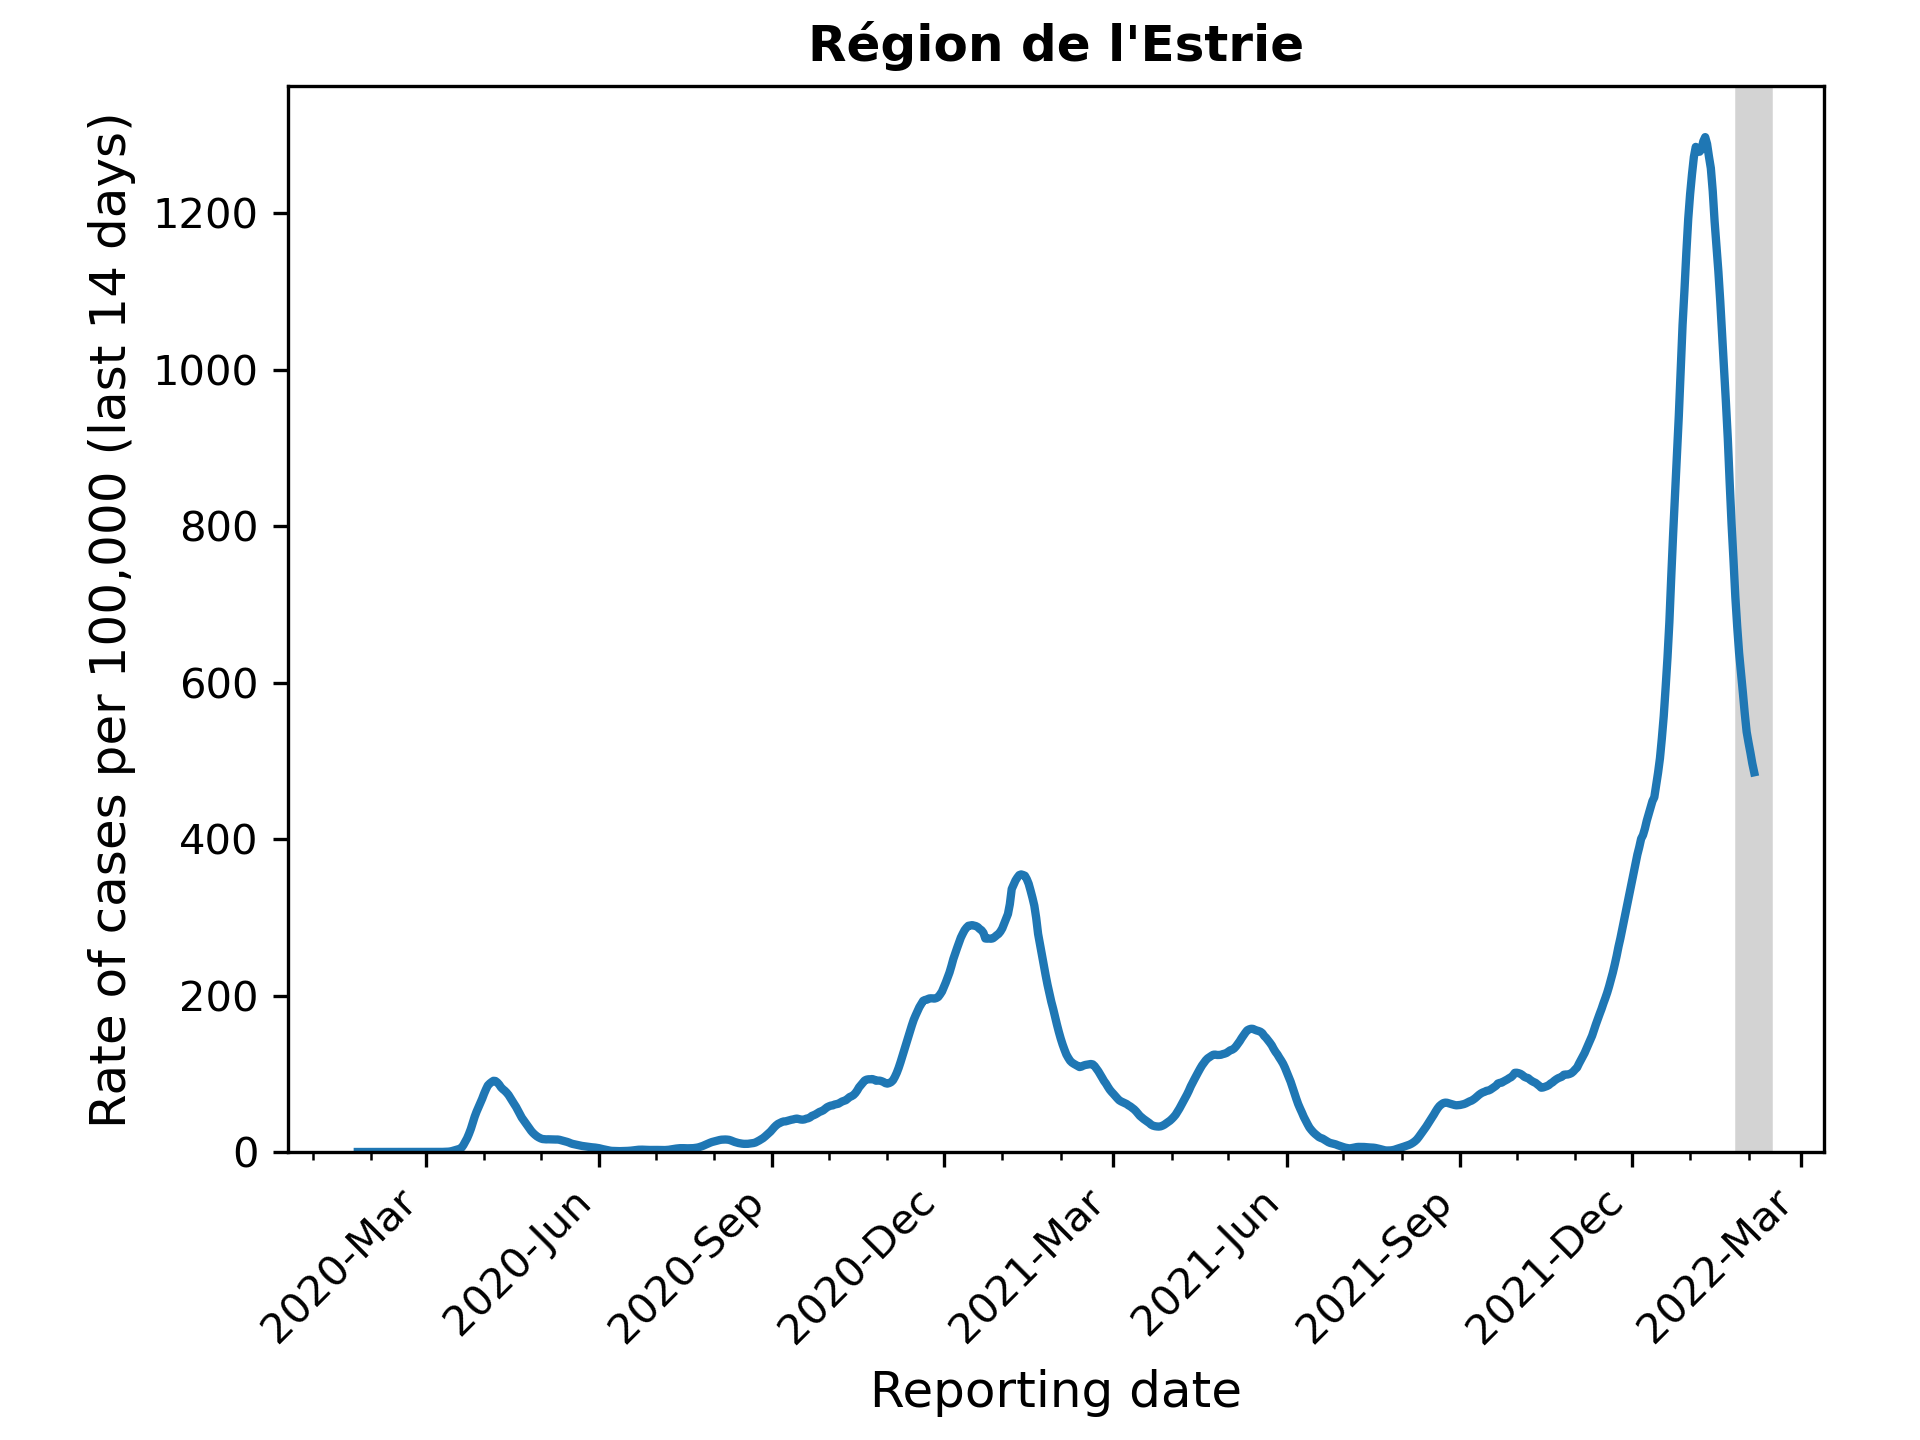 Région de l'Estrie
Rate of cases per 100,000 (last 14 days)
1200
1000
800
600
400
200
0
2020-Mar
2020-Jun
2020-Sep
2020-Dec
2021-Mar
2021-Jun
2021-Sep
2021-Dec
2022-Mar
Reporting date